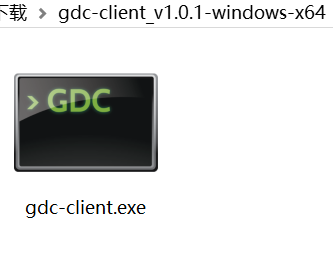 下载 > gdc-client_v1.0.1-windows-x64
> GDC
gdc-client.exe